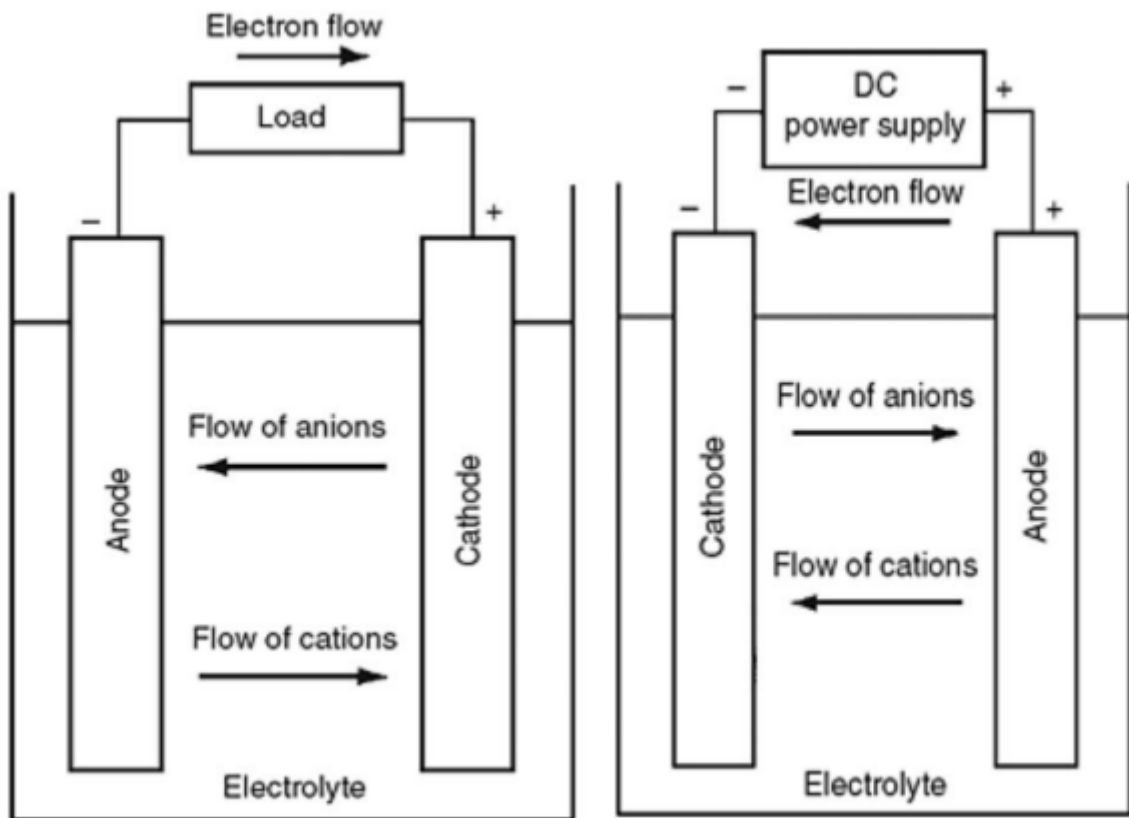 Electron flow
Load
–
+
Anode
Cathode
Flow of anions
Flow of cations
Electrolyte
–
DC
power supply
+
Electron flow
–
+
Cathode
Anode
Flow of anions
Flow of cations
Electrolyte